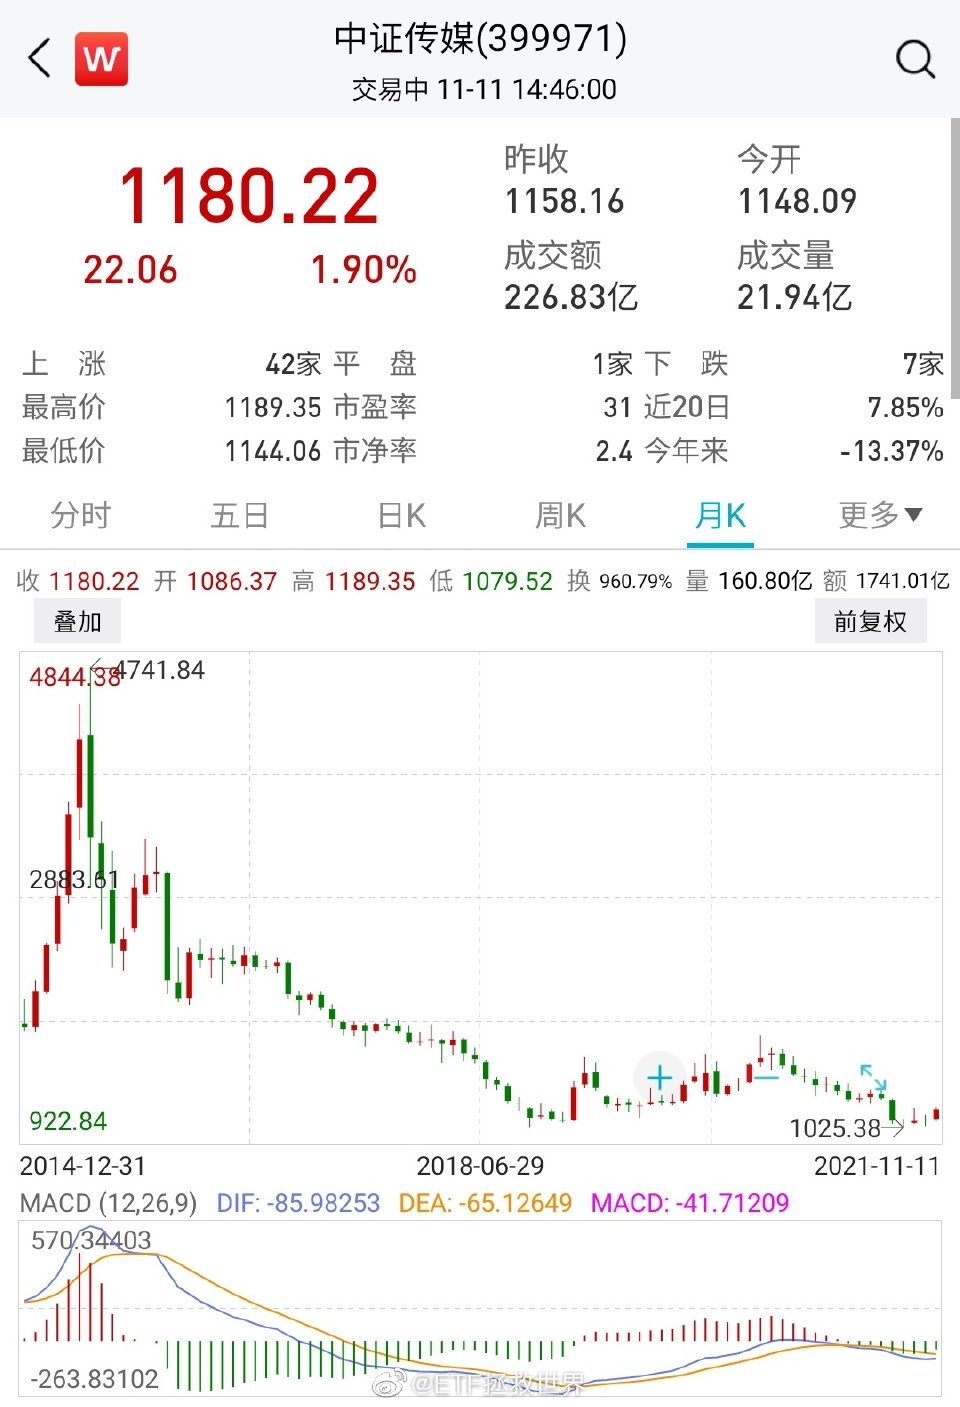 W
中证传媒(399971)
交易中 11-11 14:46:00
1180.22
22.06 1.90%
昨收 今开
1158.16 1148.09
成交额 成交量
226.83亿 21.94亿
上 涨 42家 平 盘 1家 下 跌 7家
最高价 1189.35 市盈率 31 近20日 7.85%
最低价 1144.06 市净率 2.4 今年来 -13.37%
分时 五日 日K 周K 月K 更多▼
收 1180.22 开 1086.37 高 1189.35 低 1079.52 换 960.79% 量 160.80亿 额 1741.01亿
叠加 前复权
4844.38 4741.84
2883.61
922.84 1025.38
2014-12-31 2018-06-29 2021-11-11
MACD (12,26,9) DIF: -85.98253 DEA: -65.12649 MACD: -41.71209
570.34403
-263.83102
@ETF拯救世界